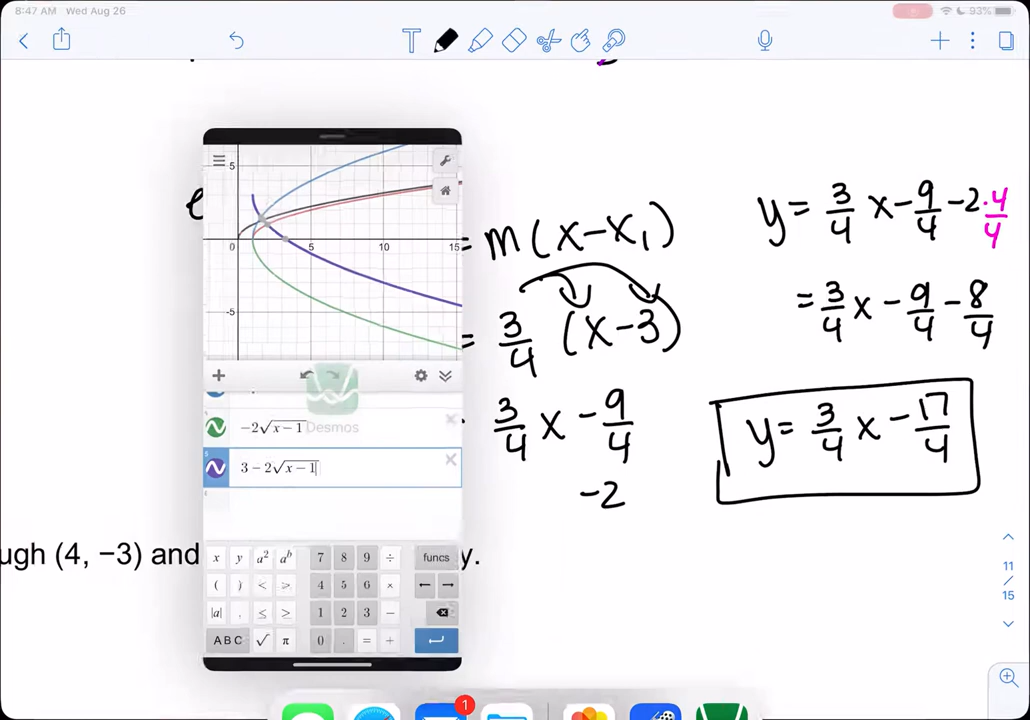 8:47 AM Wed Aug 26
93%
T
= m(x-x₁)
= 3/4 (x-3)
3/4 x - 9/4
-2
y = 3/4 x - 9/4 - 2 · 4/4
= 3/4 x - 9/4 - 8/4
y = 3/4 x - 17/4
ugh (4, −3) and
y.
5
0 5 10 15
-5
-2√x-1
Desmos
3 - 2√x-1
x y a² aᵇ 7 8 9 ÷ funcs
( ) < > 4 5 6 × ← →
|a| , ≤ ≥ 1 2 3 −
A B C √ π 0 . = +
11
/
15
1